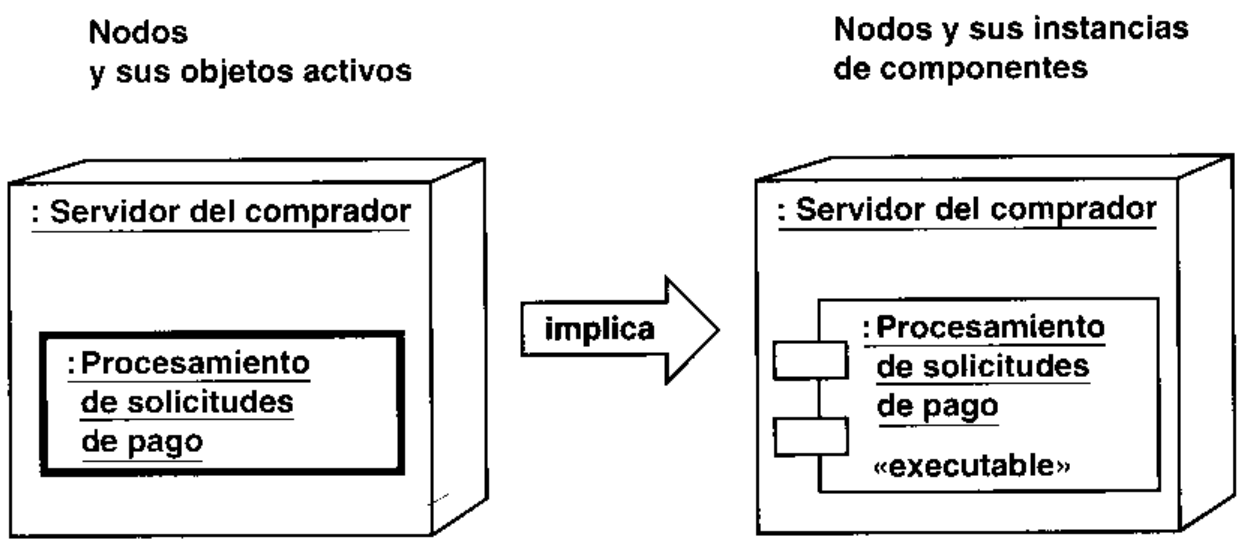 Nodos
y sus objetos activos
Nodos y sus instancias
de componentes
: Servidor del comprador
:Procesamiento
de solicitudes
de pago
implica
: Servidor del comprador
:Procesamiento
de solicitudes
de pago
«executable»